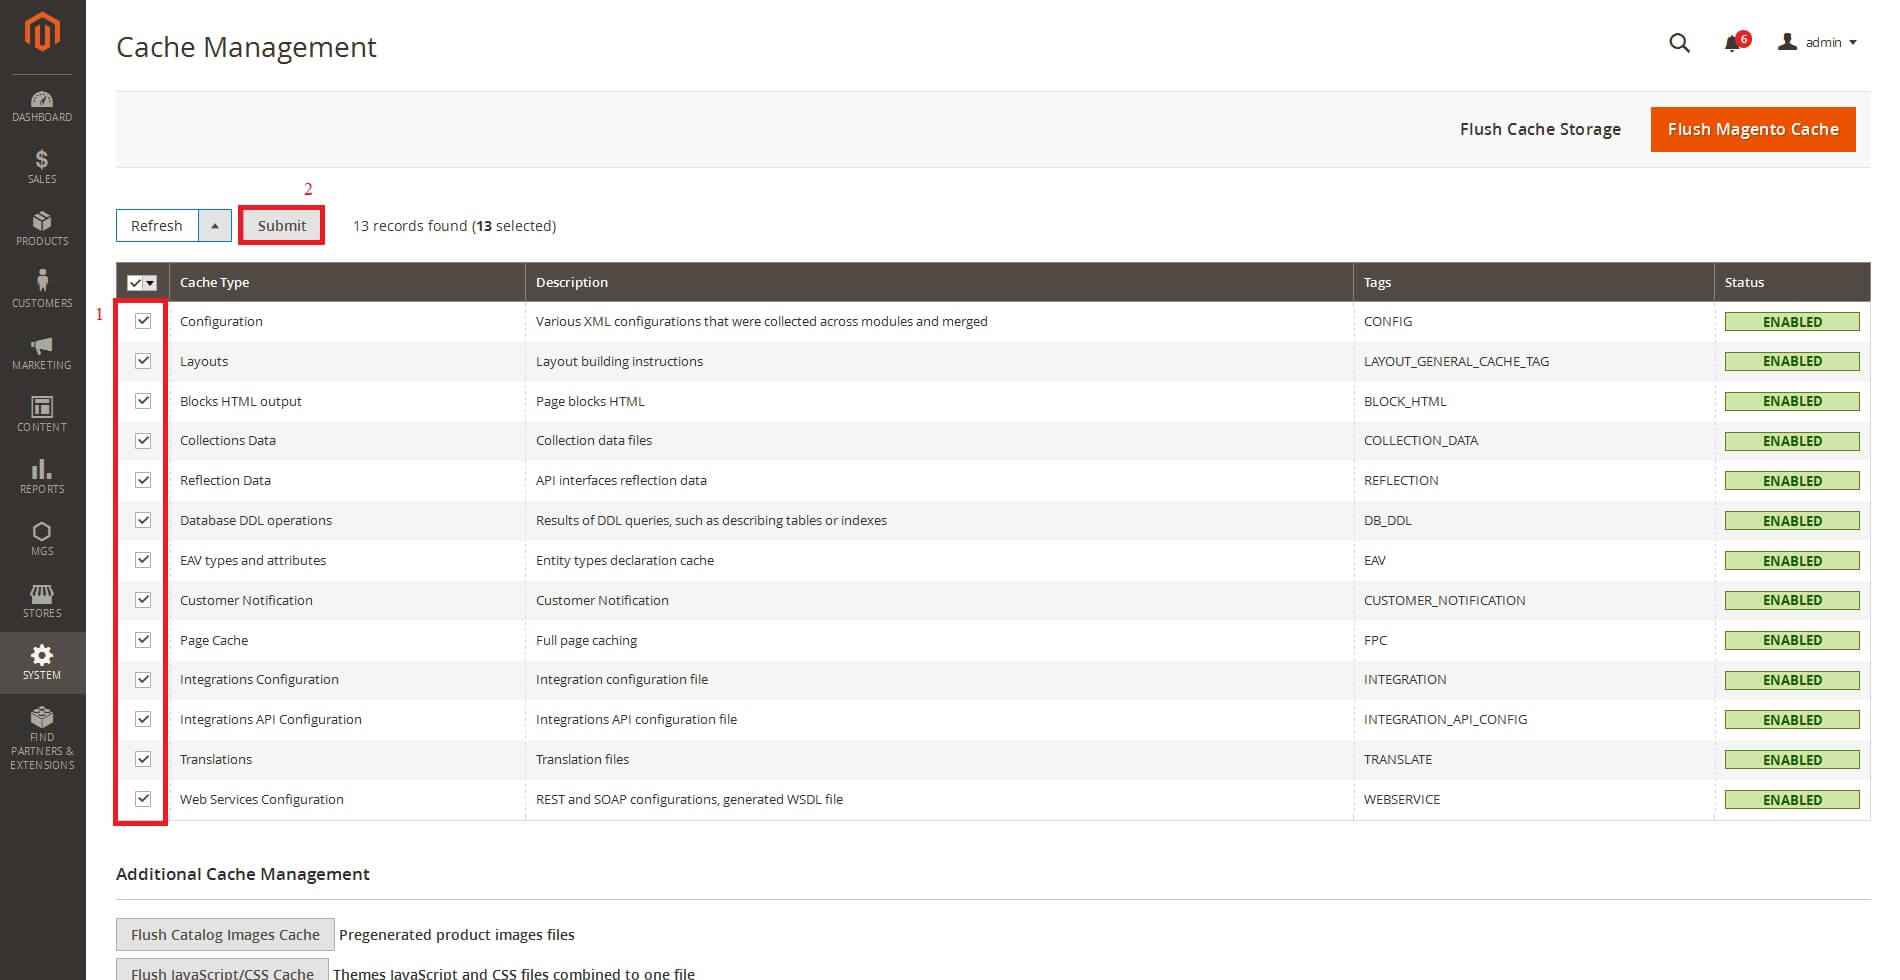 Cache Management
6
admin
DASHBOARD
SALES
PRODUCTS
CUSTOMERS
MARKETING
CONTENT
REPORTS
MGS
STORES
SYSTEM
FIND
PARTNERS &
EXTENSIONS
Flush Cache Storage Flush Magento Cache
2
Refresh Submit 13 records found (13 selected)
Cache Type Description Tags Status
1
Configuration Various XML configurations that were collected across modules and merged CONFIG ENABLED
Layouts Layout building instructions LAYOUT_GENERAL_CACHE_TAG ENABLED
Blocks HTML output Page blocks HTML BLOCK_HTML ENABLED
Collections Data Collection data files COLLECTION_DATA ENABLED
Reflection Data API interfaces reflection data REFLECTION ENABLED
Database DDL operations Results of DDL queries, such as describing tables or indexes DB_DDL ENABLED
EAV types and attributes Entity types declaration cache EAV ENABLED
Customer Notification Customer Notification CUSTOMER_NOTIFICATION ENABLED
Page Cache Full page caching FPC ENABLED
Integrations Configuration Integration configuration file INTEGRATION ENABLED
Integrations API Configuration Integrations API configuration file INTEGRATION_API_CONFIG ENABLED
Translations Translation files TRANSLATE ENABLED
Web Services Configuration REST and SOAP configurations, generated WSDL file WEBSERVICE ENABLED
Additional Cache Management
Flush Catalog Images Cache Pregenerated product images files
Flush JavaScript/CSS Cache Themes JavaScript and CSS files combined to one file